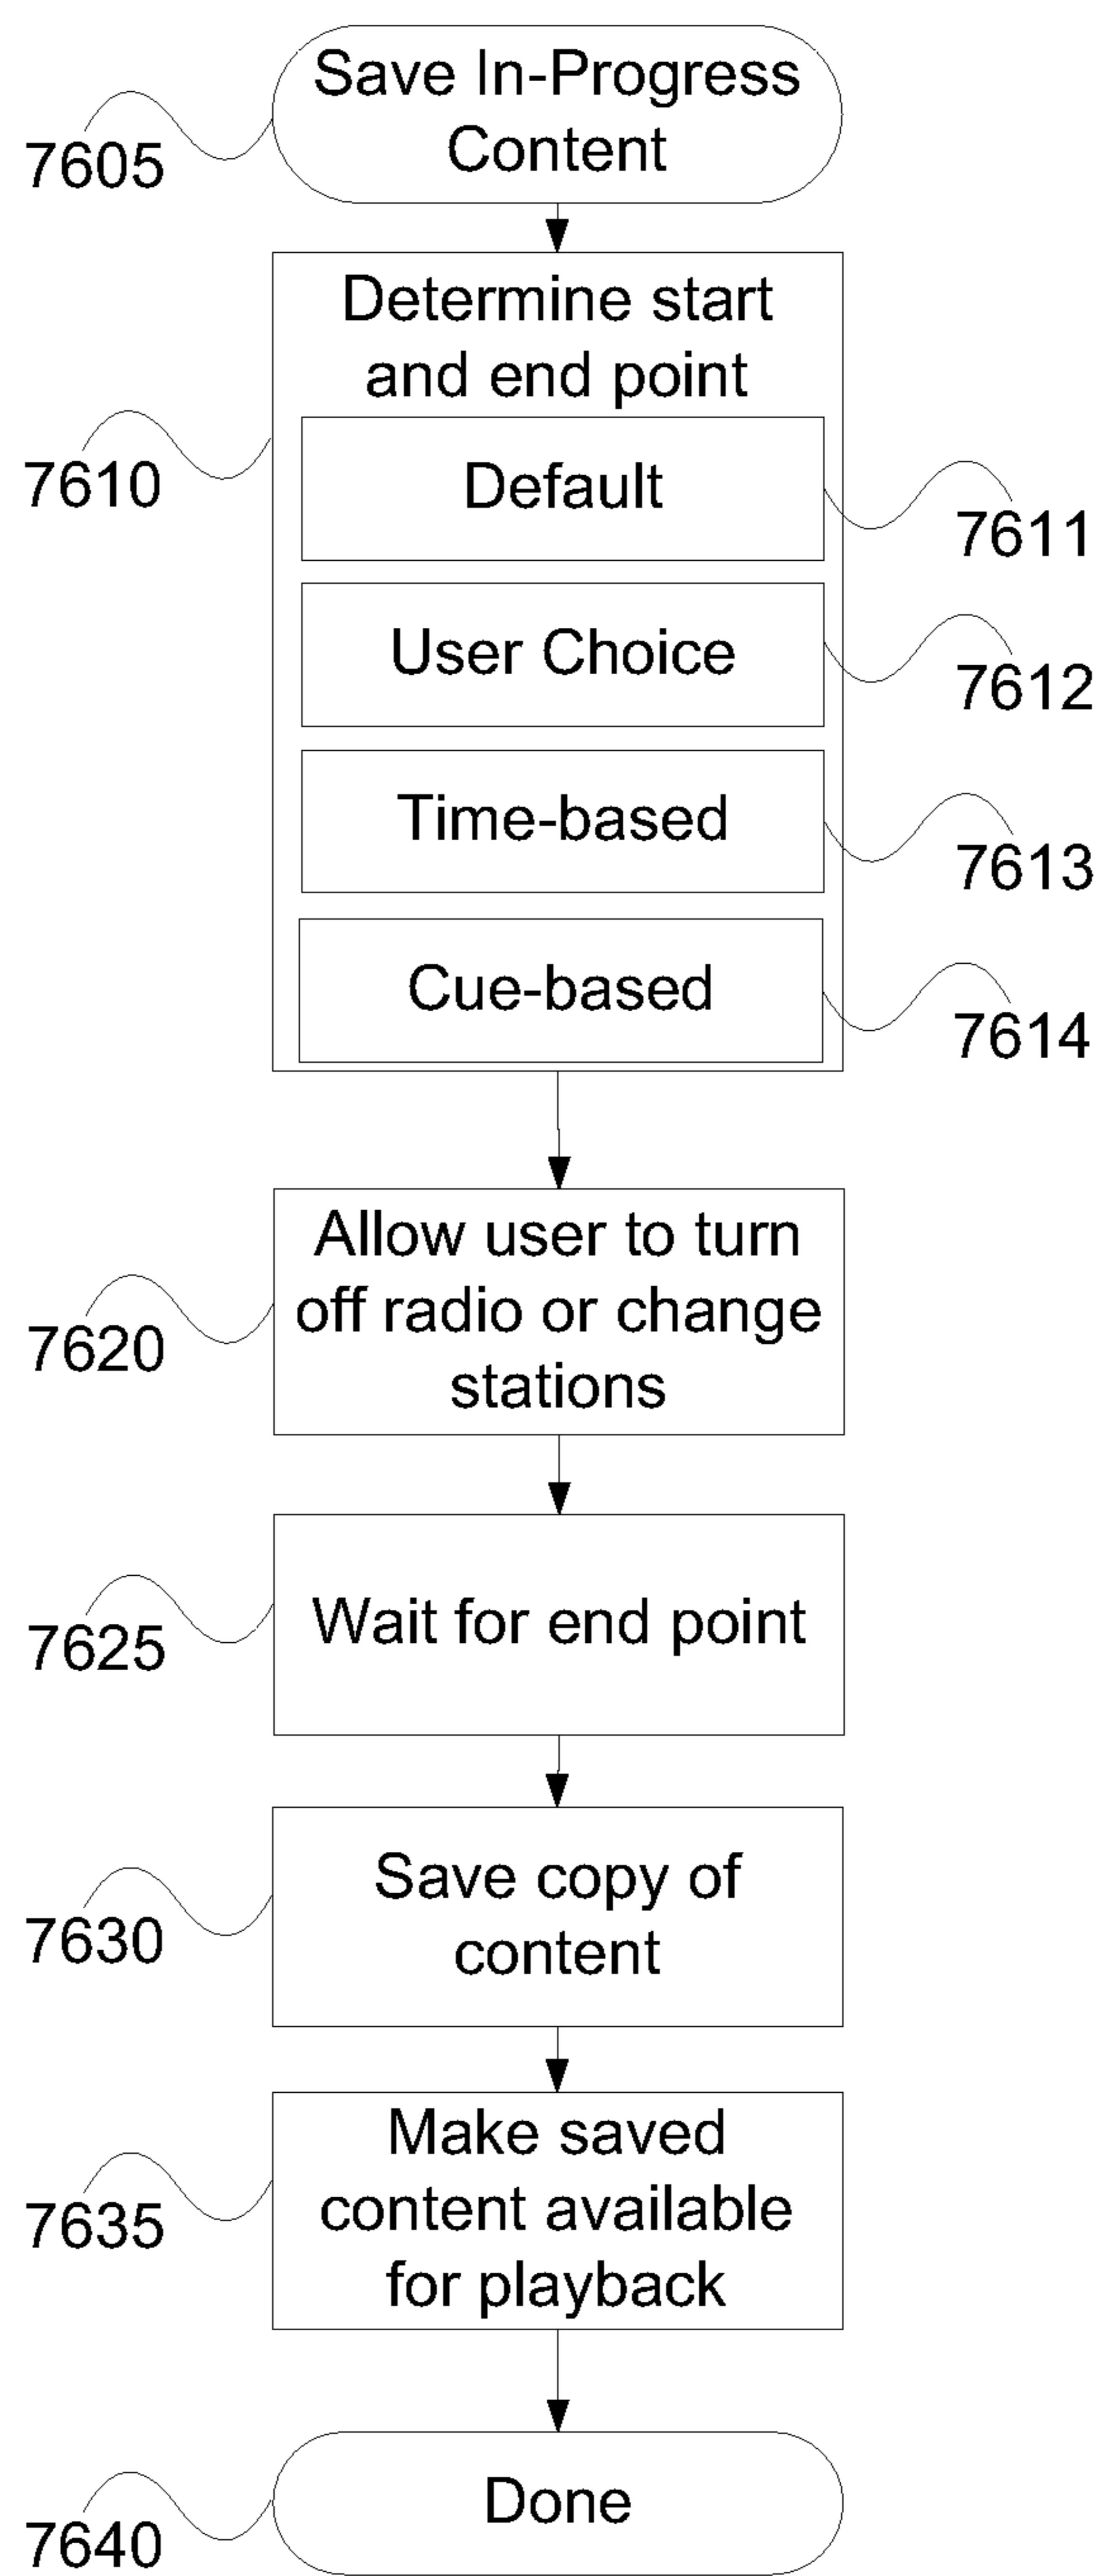 Save In-Progress
Content
7605
Determine start
and end point
7610
Default
7611
User Choice
7612
Time-based
7613
Cue-based
7614
Allow user to turn
off radio or change
stations
7620
Wait for end point
7625
Save copy of
content
7630
Make saved
content available
for playback
7635
Done
7640